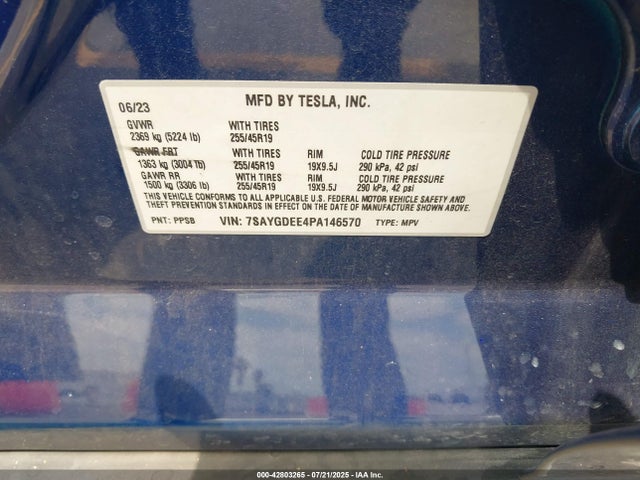 06/23 MFD BY TESLA, INC.
GVWR WITH TIRES
2369 kg (5224 lb) 255/45R19
GAWR FRT WITH TIRES RIM COLD TIRE PRESSURE
1363 kg (3004 lb) 255/45R19 19X9.5J 290 kPa, 42 psi
GAWR RR WITH TIRES RIM COLD TIRE PRESSURE
1500 kg (3306 lb) 255/45R19 19X9.5J 290 kPa, 42 psi
THIS VEHICLE CONFORMS TO ALL APPLICABLE U.S. FEDERAL MOTOR VEHICLE SAFETY AND
THEFT PREVENTION STANDARDS IN EFFECT ON THE DATE OF MANUFACTURE SHOWN ABOVE.
PNT: PPSB VIN: 7SAYGDEE4PA146570 TYPE: MPV
000-42803265 - 07/21/2025 - IAA Inc.